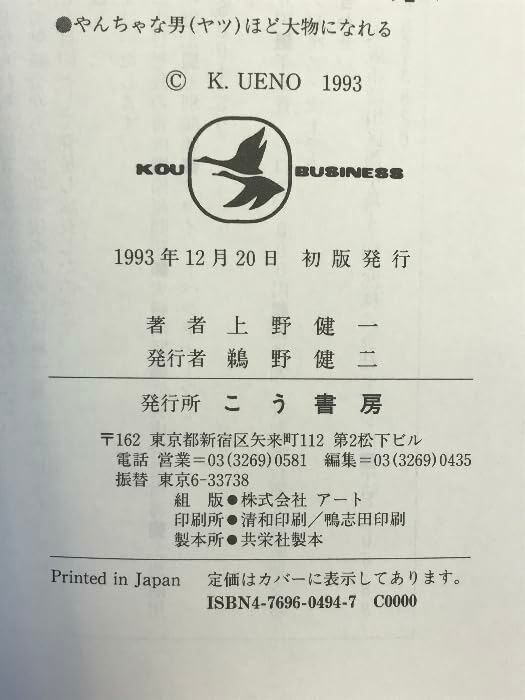 ●やんちゃな男(ヤツ)ほど大物になれる
© K. UENO 1993
KOU BUSINESS
1993年12月20日 初版発行
著者 上野健一
発行者 鵜野健二
発行所 こう書房
〒162 東京都新宿区矢来町112 第2松下ビル
電話 営業=03(3269)0581 編集=03(3269)0435
振替 東京6-33738
組版●株式会社 アート
印刷所●清和印刷/鴨志田印刷
製本所●共栄社製本
Printed in Japan 定価はカバーに表示してあります。
ISBN4-7696-0494-7 C0000